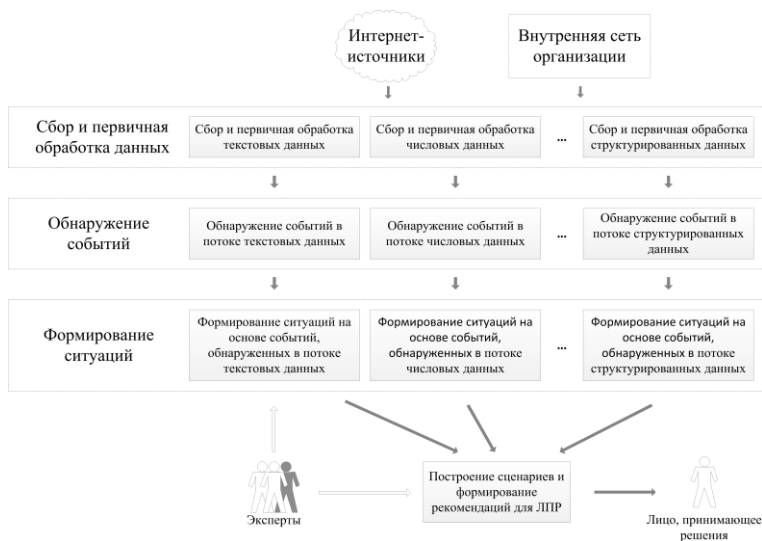 Интернет-
источники
Внутренняя сеть
организации
Сбор и первичная
обработка данных
Сбор и первичная обработка
текстовых данных
Сбор и первичная обработка
числовых данных
...
Сбор и первичная обработка
структурированных данных
Обнаружение
событий
Обнаружение событий в
потоке текстовых данных
Обнаружение событий в
потоке числовых данных
...
Обнаружение событий в
потоке структурированных
данных
Формирование
ситуаций
Формирование ситуаций на
основе событий,
обнаруженных в потоке
текстовых данных
Формирование ситуаций на
основе событий,
обнаруженных в потоке
числовых данных
...
Формирование ситуаций на
основе событий,
обнаруженных в потоке
структурированных данных
Эксперты
Построение сценариев и
формирование
рекомендаций для ЛПР
Лицо, принимающее
решения